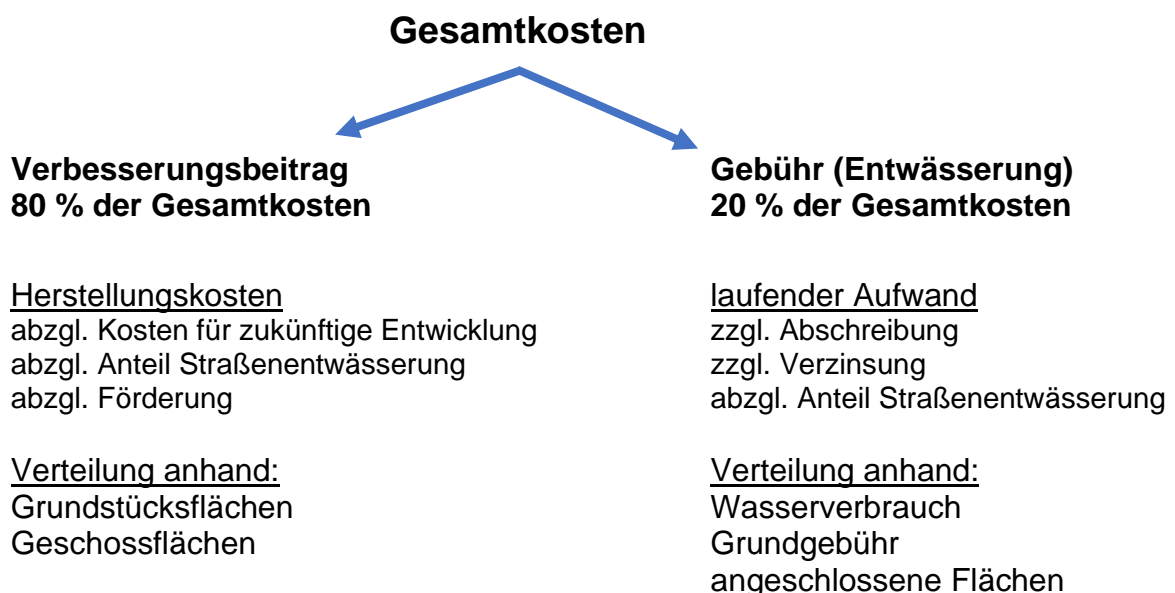 Gesamtkosten
Verbesserungsbeitrag
80 % der Gesamtkosten
Herstellungskosten
abzgl. Kosten für zukünftige Entwicklung
abzgl. Anteil Straßenentwässerung
abzgl. Förderung
Verteilung anhand:
Grundstücksflächen
Geschossflächen
Gebühr (Entwässerung)
20 % der Gesamtkosten
laufender Aufwand
zzgl. Abschreibung
zzgl. Verzinsung
abzgl. Anteil Straßenentwässerung
Verteilung anhand:
Wasserverbrauch
Grundgebühr
angeschlossene Flächen